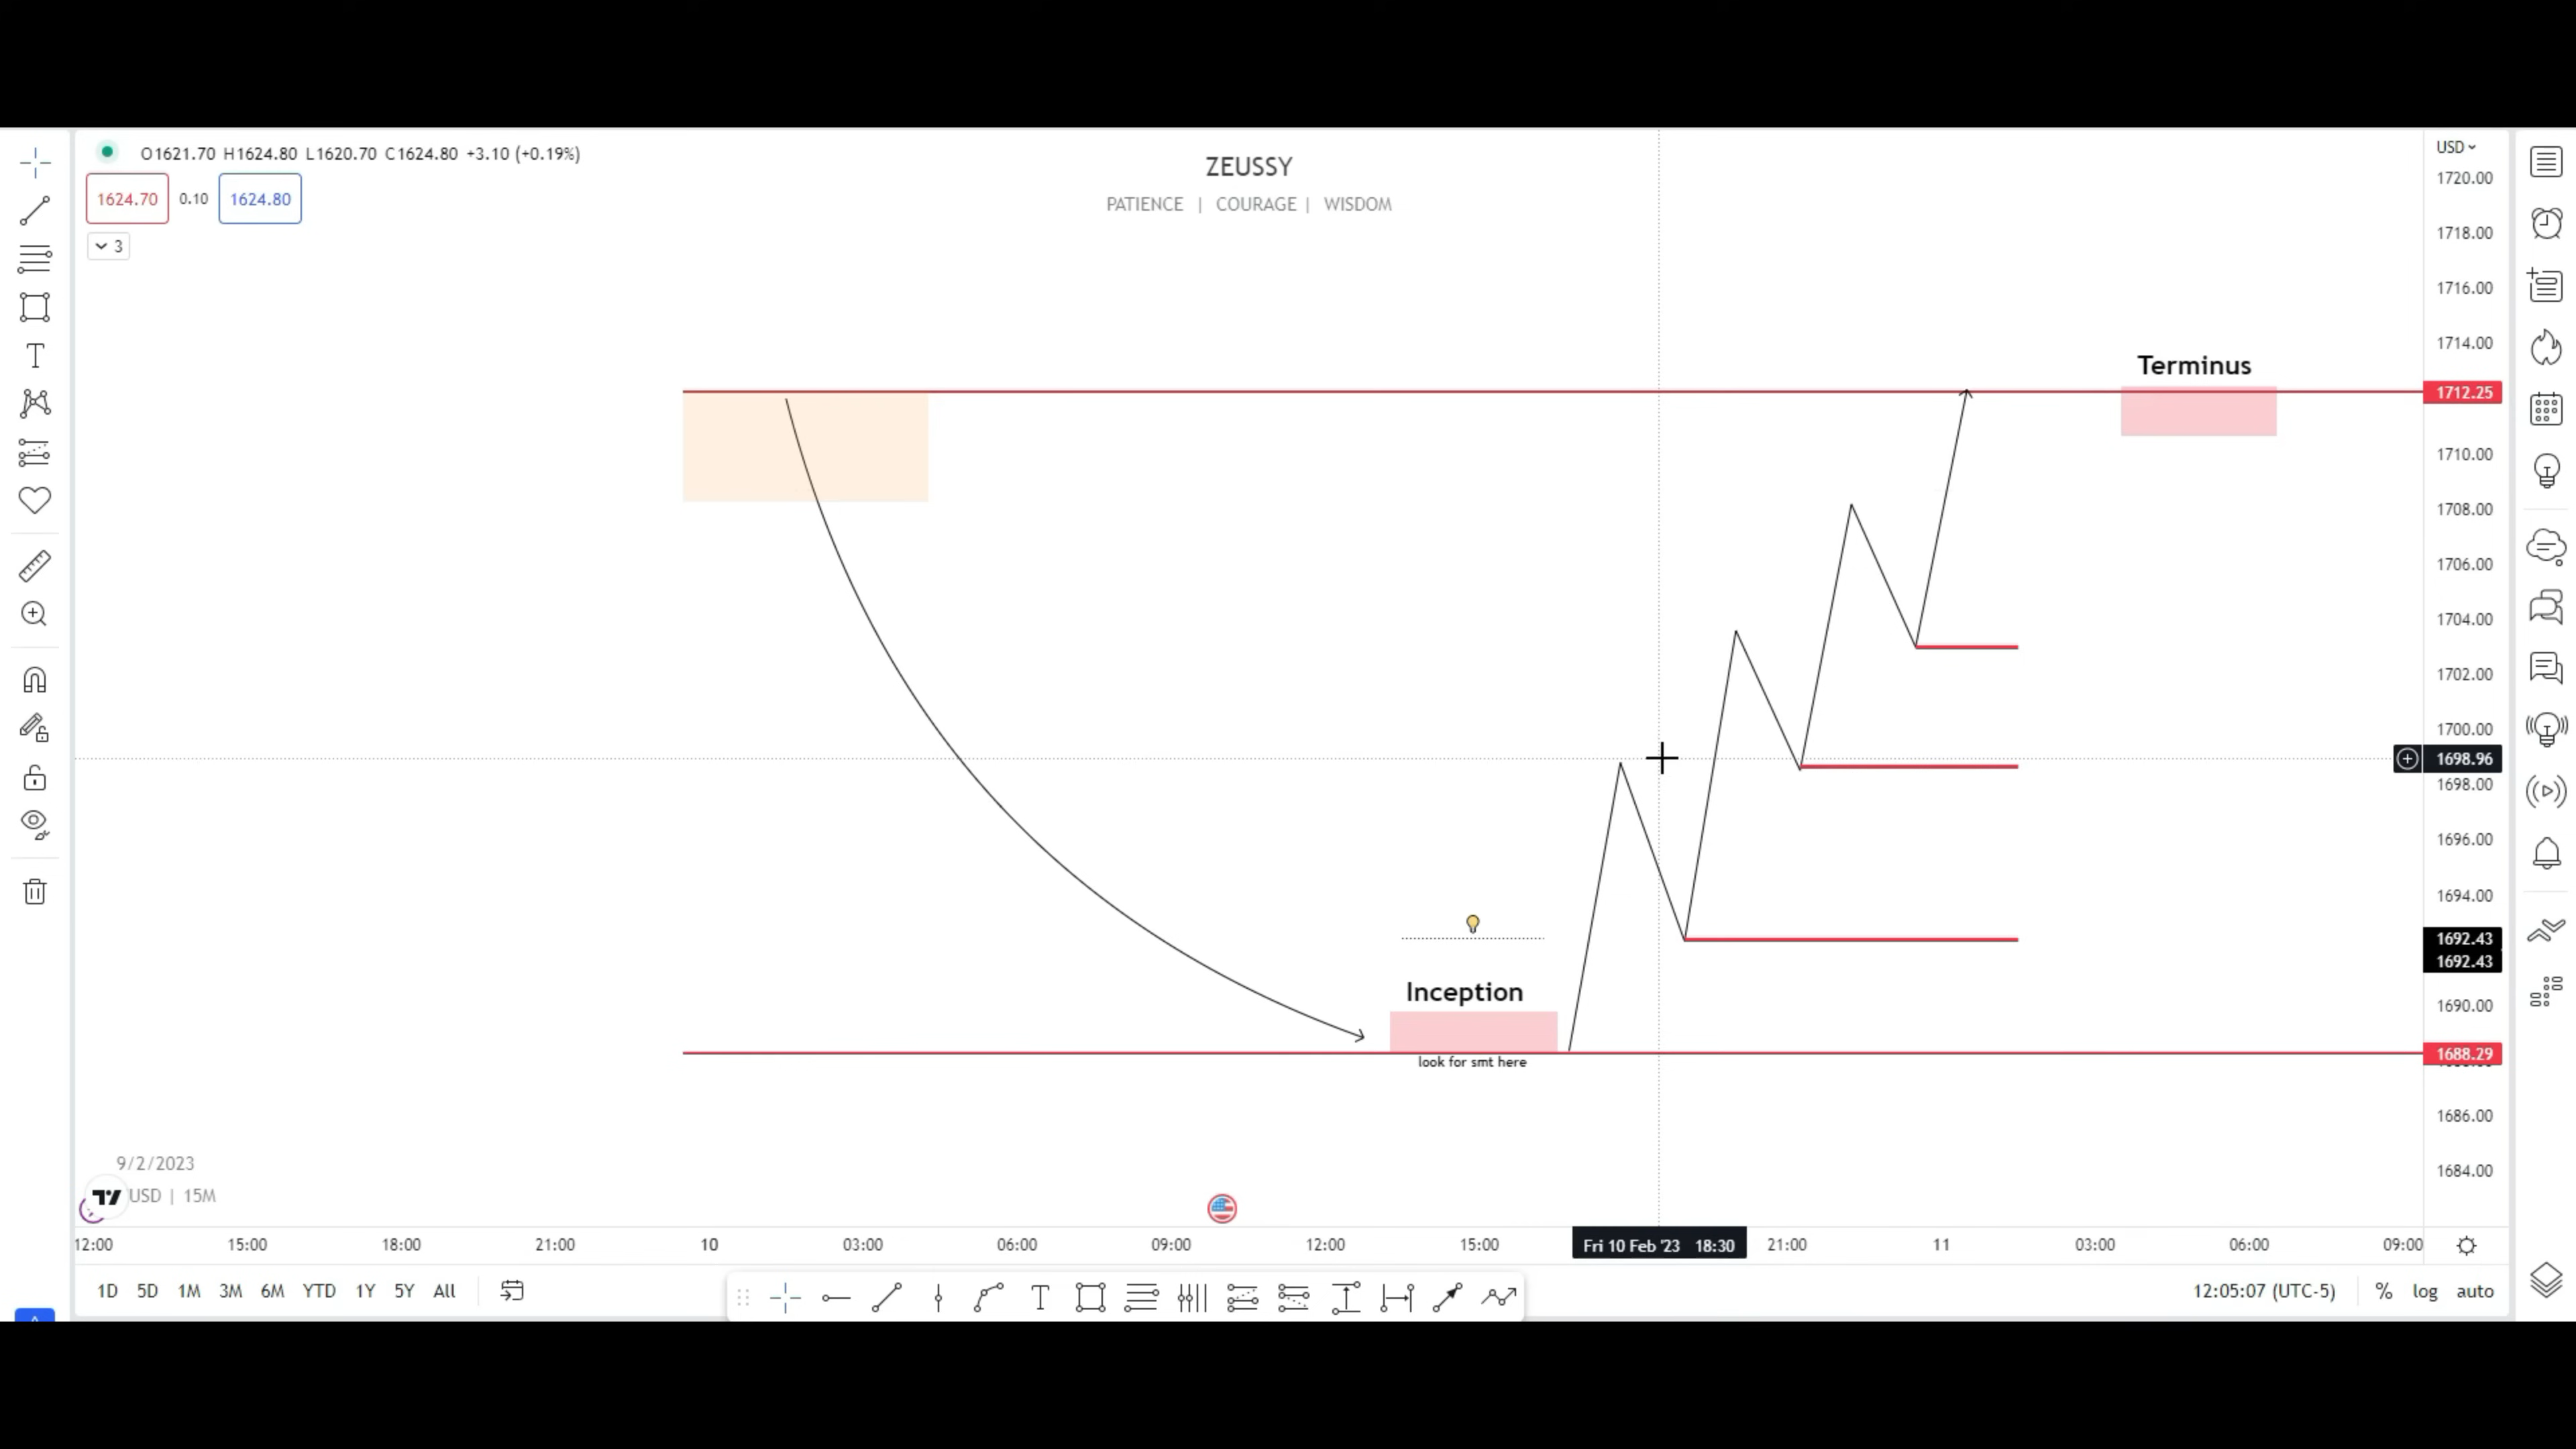 O1621.70 H1624.80 L1620.70 C1624.80 +3.10 (+0.19%)
1624.70 0.10 1624.80
3
ZEUSSY
PATIENCE | COURAGE | WISDOM
USD
1720.00
1718.00
1716.00
1714.00
Terminus
1712.25
1710.00
1708.00
1706.00
1704.00
1702.00
1700.00
1698.96
1698.00
1696.00
1694.00
1692.43
1692.43
Inception
1690.00
look for smt here
1688.29
1686.00
1684.00
9/2/2023
USD | 15M
12:00 15:00 18:00 21:00 10 03:00 06:00 09:00 12:00 15:00 Fri 10 Feb '23 18:30 21:00 11 03:00 06:00 09:00
1D 5D 1M 3M 6M YTD 1Y 5Y All 12:05:07 (UTC-5) % log auto